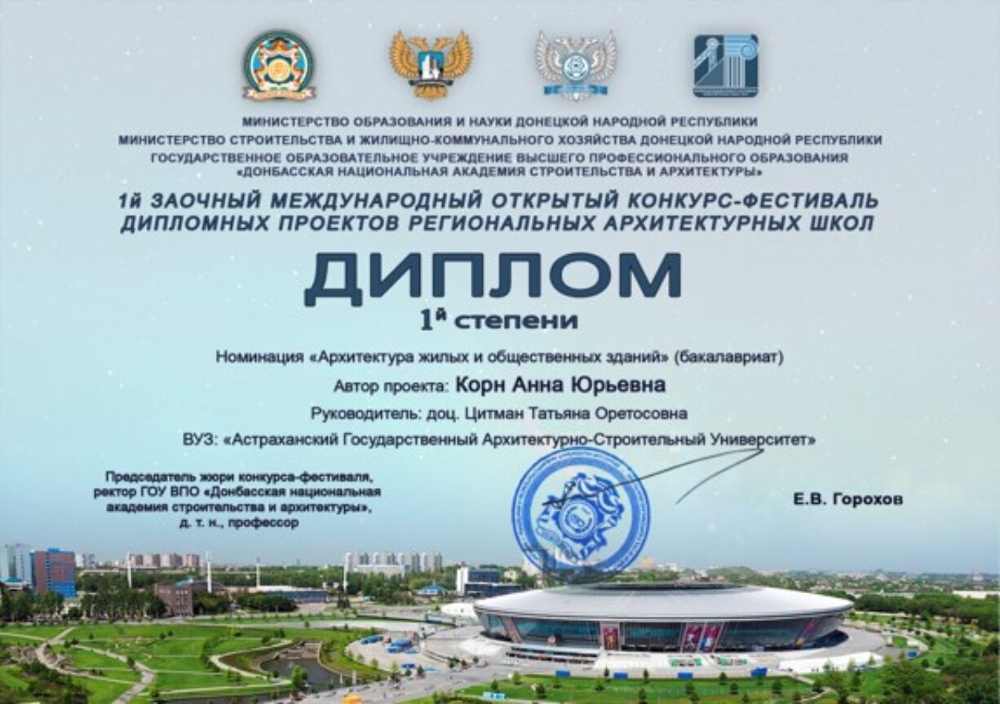 МИНИСТЕРСТВО ОБРАЗОВАНИЯ И НАУКИ ДОНЕЦКОЙ НАРОДНОЙ РЕСПУБЛИКИ
МИНИСТЕРСТВО СТРОИТЕЛЬСТВА И ЖИЛИЩНО-КОММУНАЛЬНОГО ХОЗЯЙСТВА ДОНЕЦКОЙ НАРОДНОЙ РЕСПУБЛИКИ
ГОСУДАРСТВЕННОЕ ОБРАЗОВАТЕЛЬНОЕ УЧРЕЖДЕНИЕ ВЫСШЕГО ПРОФЕССИОНАЛЬНОГО ОБРАЗОВАНИЯ
«ДОНБАССКАЯ НАЦИОНАЛЬНАЯ АКАДЕМИЯ СТРОИТЕЛЬСТВА И АРХИТЕКТУРЫ»
1й ЗАОЧНЫЙ МЕЖДУНАРОДНЫЙ ОТКРЫТЫЙ КОНКУРС-ФЕСТИВАЛЬ
ДИПЛОМНЫХ ПРОЕКТОВ РЕГИОНАЛЬНЫХ АРХИТЕКТУРНЫХ ШКОЛ
ДИПЛОМ
1й степени
Номинация «Архитектура жилых и общественных зданий» (бакалавриат)
Автор проекта: Корн Анна Юрьевна
Руководитель: доц. Цитман Татьяна Оретосовна
ВУЗ: «Астраханский Государственный Архитектурно-Строительный Университет»
Председатель жюри конкурса-фестиваля,
ректор ГОУ ВПО «Донбасская национальная
академия строительства и архитектуры»,
д. т. н., профессор
Е.В. Горохов